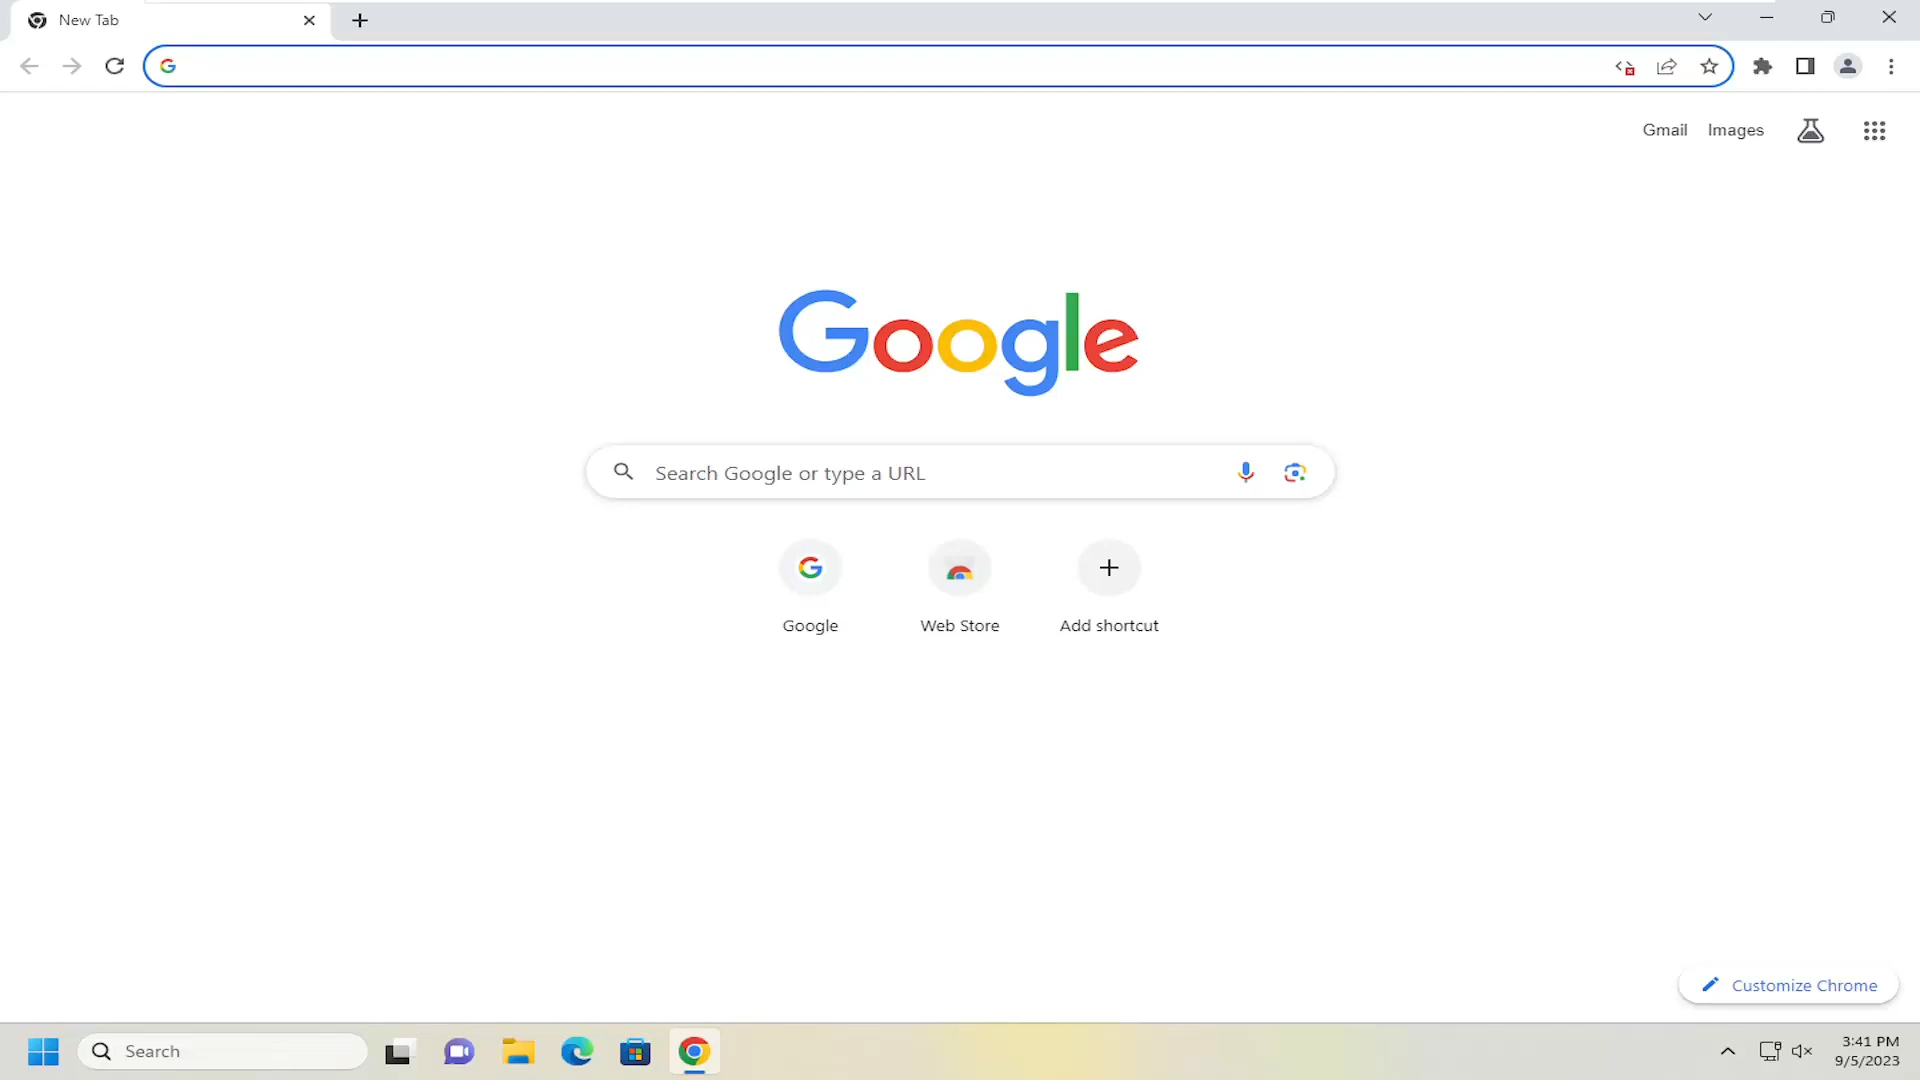 New Tab
Gmail Images
Google
Search Google or type a URL
Google Web Store Add shortcut
Customize Chrome
Search
3:41 PM
9/5/2023